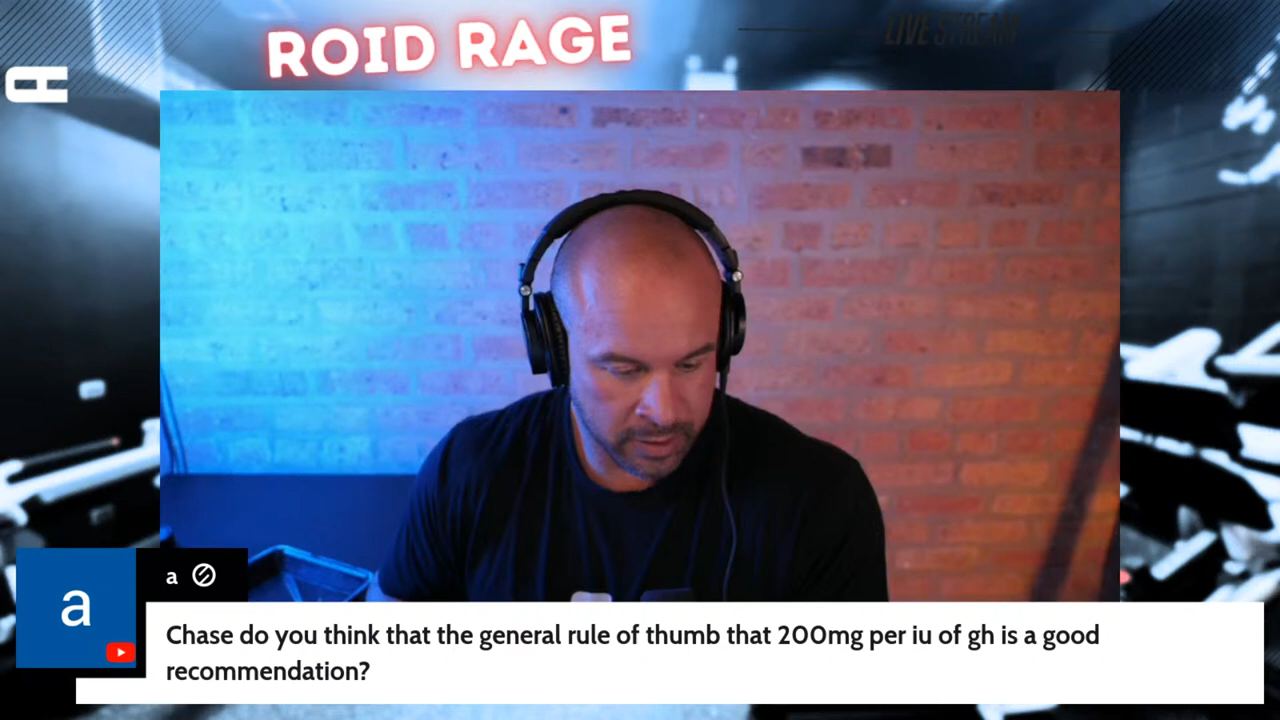 ROID RAGE
LIVE STREAM
A
a
a
Chase do you think that the general rule of thumb that 200mg per iu of gh is a good
recommendation?